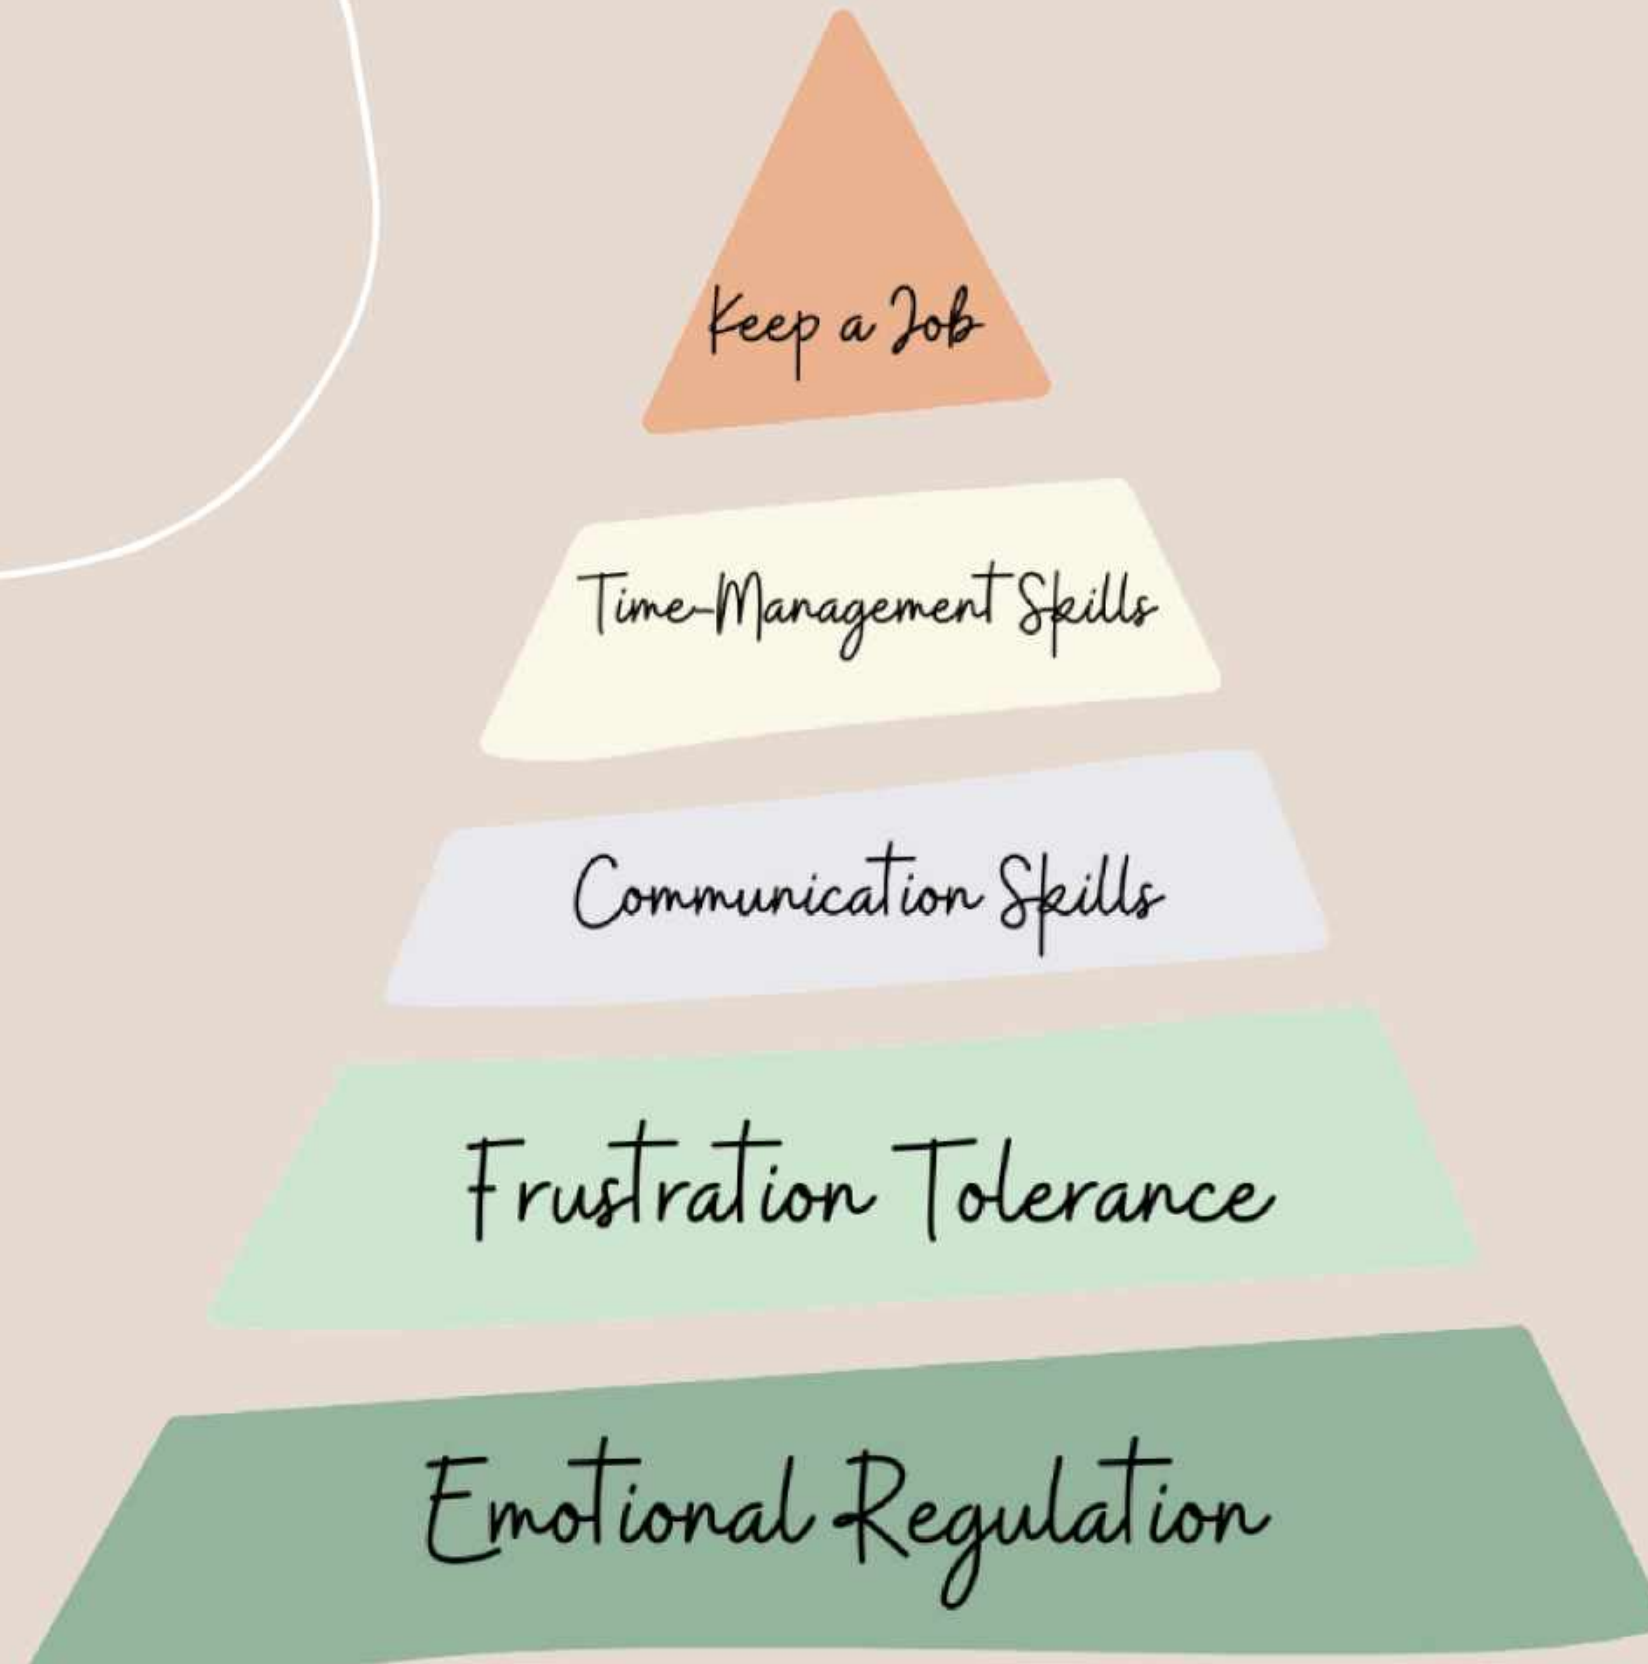 Keep a Job
Time-Management Skills
Communication Skills
Frustration Tolerance
Emotional Regulation